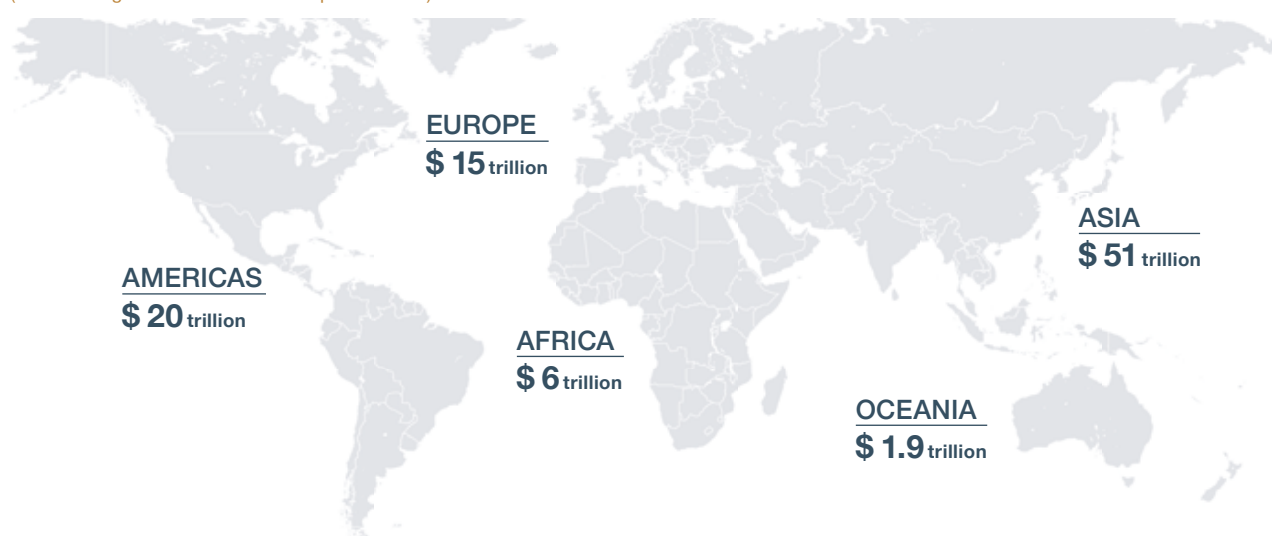 EUROPE
$ 15 trillion
ASIA
$ 51 trillion
AMERICAS
$ 20 trillion
AFRICA
$ 6 trillion
OCEANIA
$ 1.9 trillion